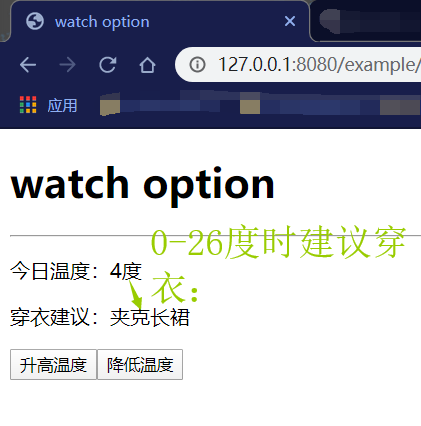 watch option
127.0.0.1:8080/example/
应用
watch option
0-26度时建议穿
衣：
今日温度：4度
穿衣建议：夹克长裙
升高温度 降低温度